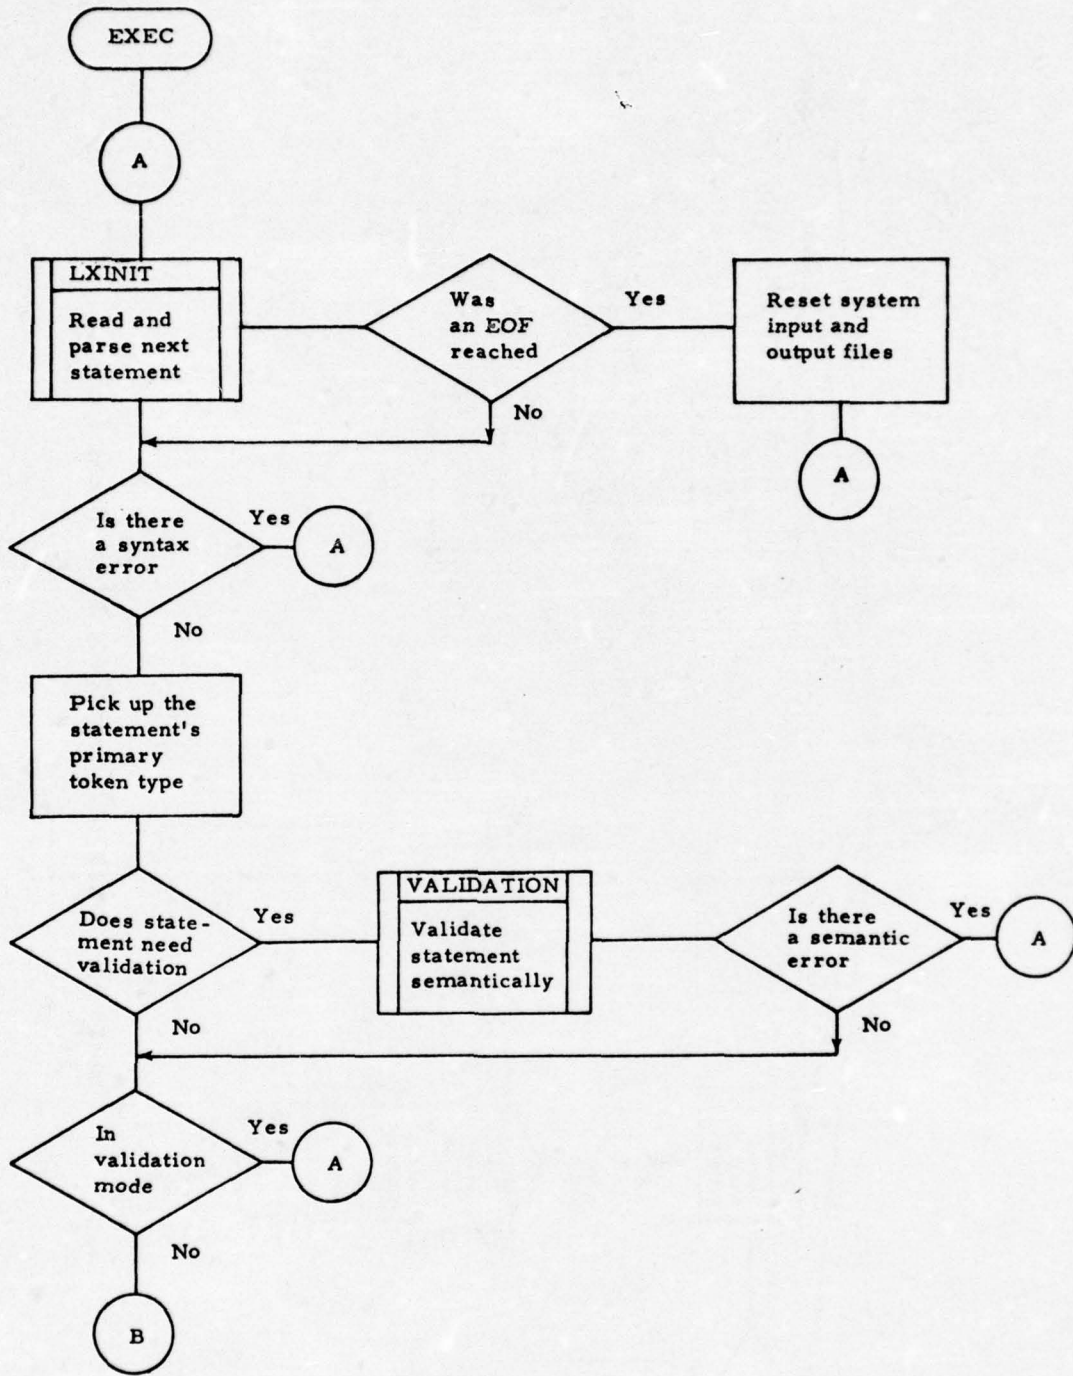 EXEC
A
LXINIT
Read and
parse next
statement
Was
an EOF
reached
Yes
No
Reset system
input and
output files
A
Is there
a syntax
error
Yes
A
No
Pick up the
statement's
primary
token type
Does state-
ment need
validation
Yes
No
VALIDATION
Validate
statement
semantically
Is there
a semantic
error
Yes
A
No
In
validation
mode
Yes
A
No
B